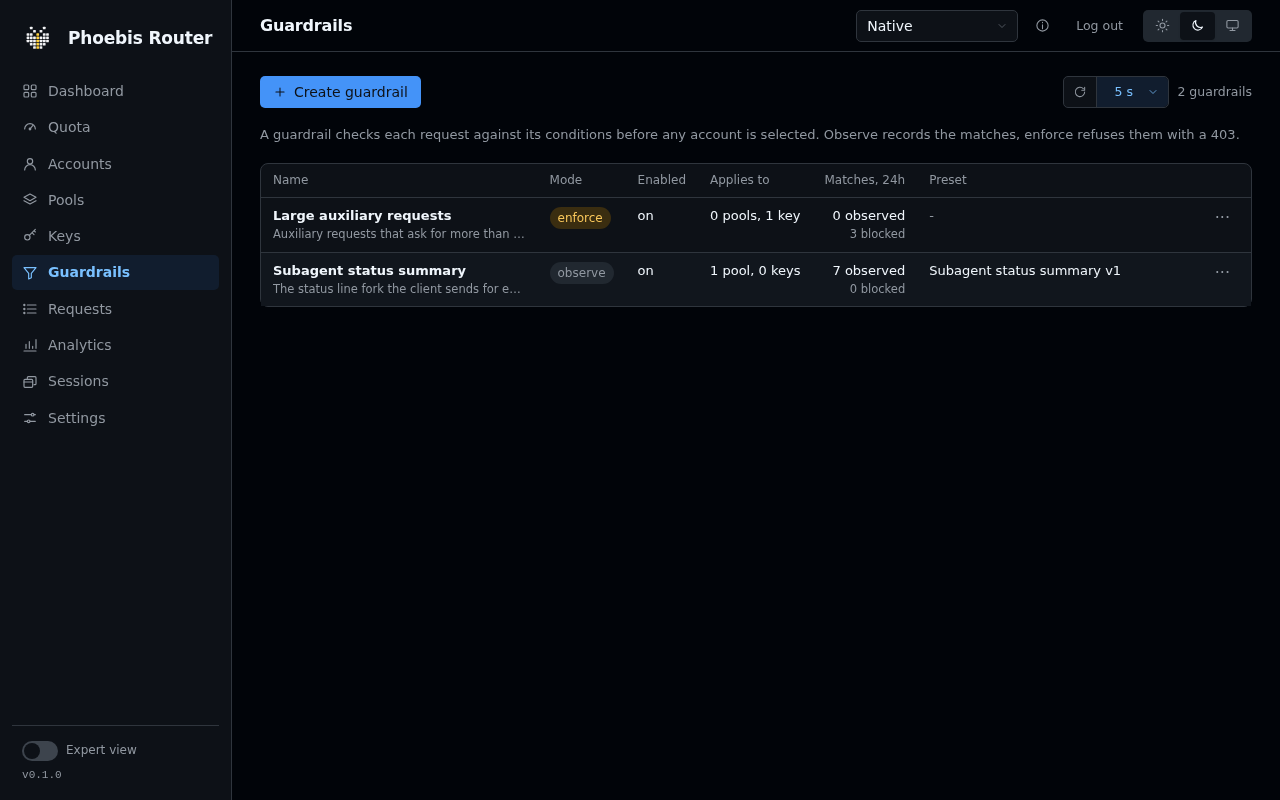 Phoebis Router
Guardrails
Native
Log out
Dashboard
Quota
Accounts
Pools
Keys
Guardrails
Requests
Analytics
Sessions
Settings
Expert view
v0.1.0
Create guardrail
5 s
2 guardrails
A guardrail checks each request against its conditions before any account is selected. Observe records the matches, enforce refuses them with a 403.
Name Mode Enabled Applies to Matches, 24h Preset
Large auxiliary requests enforce on 0 pools, 1 key 0 observed - ···
Auxiliary requests that ask for more than ... 3 blocked
Subagent status summary observe on 1 pool, 0 keys 7 observed Subagent status summary v1 ···
The status line fork the client sends for e... 0 blocked